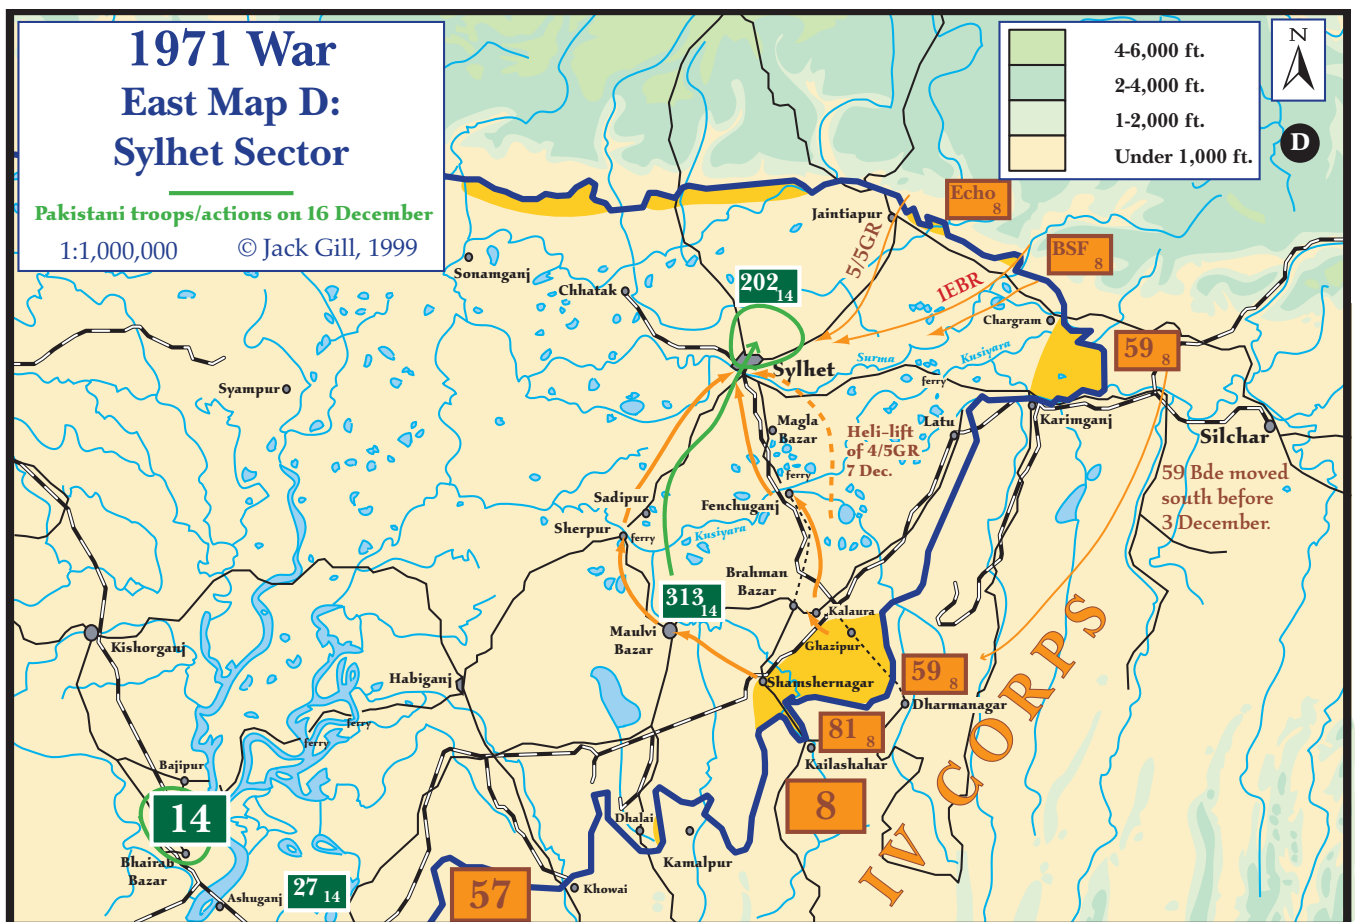 1971 War
East Map D:
Sylhet Sector
Pakistani troops/actions on 16 December
1:1,000,000 © Jack Gill, 1999
4-6,000 ft.
2-4,000 ft.
1-2,000 ft.
Under 1,000 ft.
N
D
Echo
8
Jaintiapur
5/5GR
BSF
8
1EBR
Sonamganj
Chhatak
202
14
Chargram
59
8
Surma
Kusiyara
Sylhet
ferry
Syampur
Magla
Bazar
Latu
Karimganj
Silchar
Heli-lift
of 4/5GR
7 Dec.
59 Bde moved
south before
3 December.
ferry
Sadipur
Fenchuganj
Sherpur
ferry
Kusiyara
Brahman
Bazar
313
14
Kalaura
Maulvi
Bazar
Ghazipur
Kishorganj
Habiganj
Shamshernagar
59
8
Dharmanagar
81
8
Kailashahar
IV CORPS
ferry
ferry
Bajipur
14
8
Dhalai
Kamalpur
Bhairab
Bazar
27
14
Ashuganj
57
Khowai